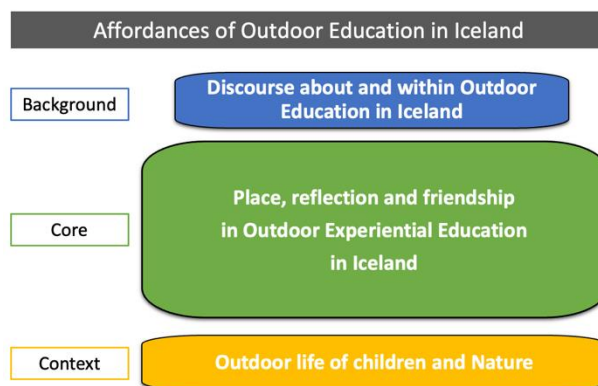 Affordances of Outdoor Education in Iceland
Background
Discourse about and within Outdoor
Education in Iceland
Core
Place, reflection and friendship
in Outdoor Experiential Education
in Iceland
Context
Outdoor life of children and Nature